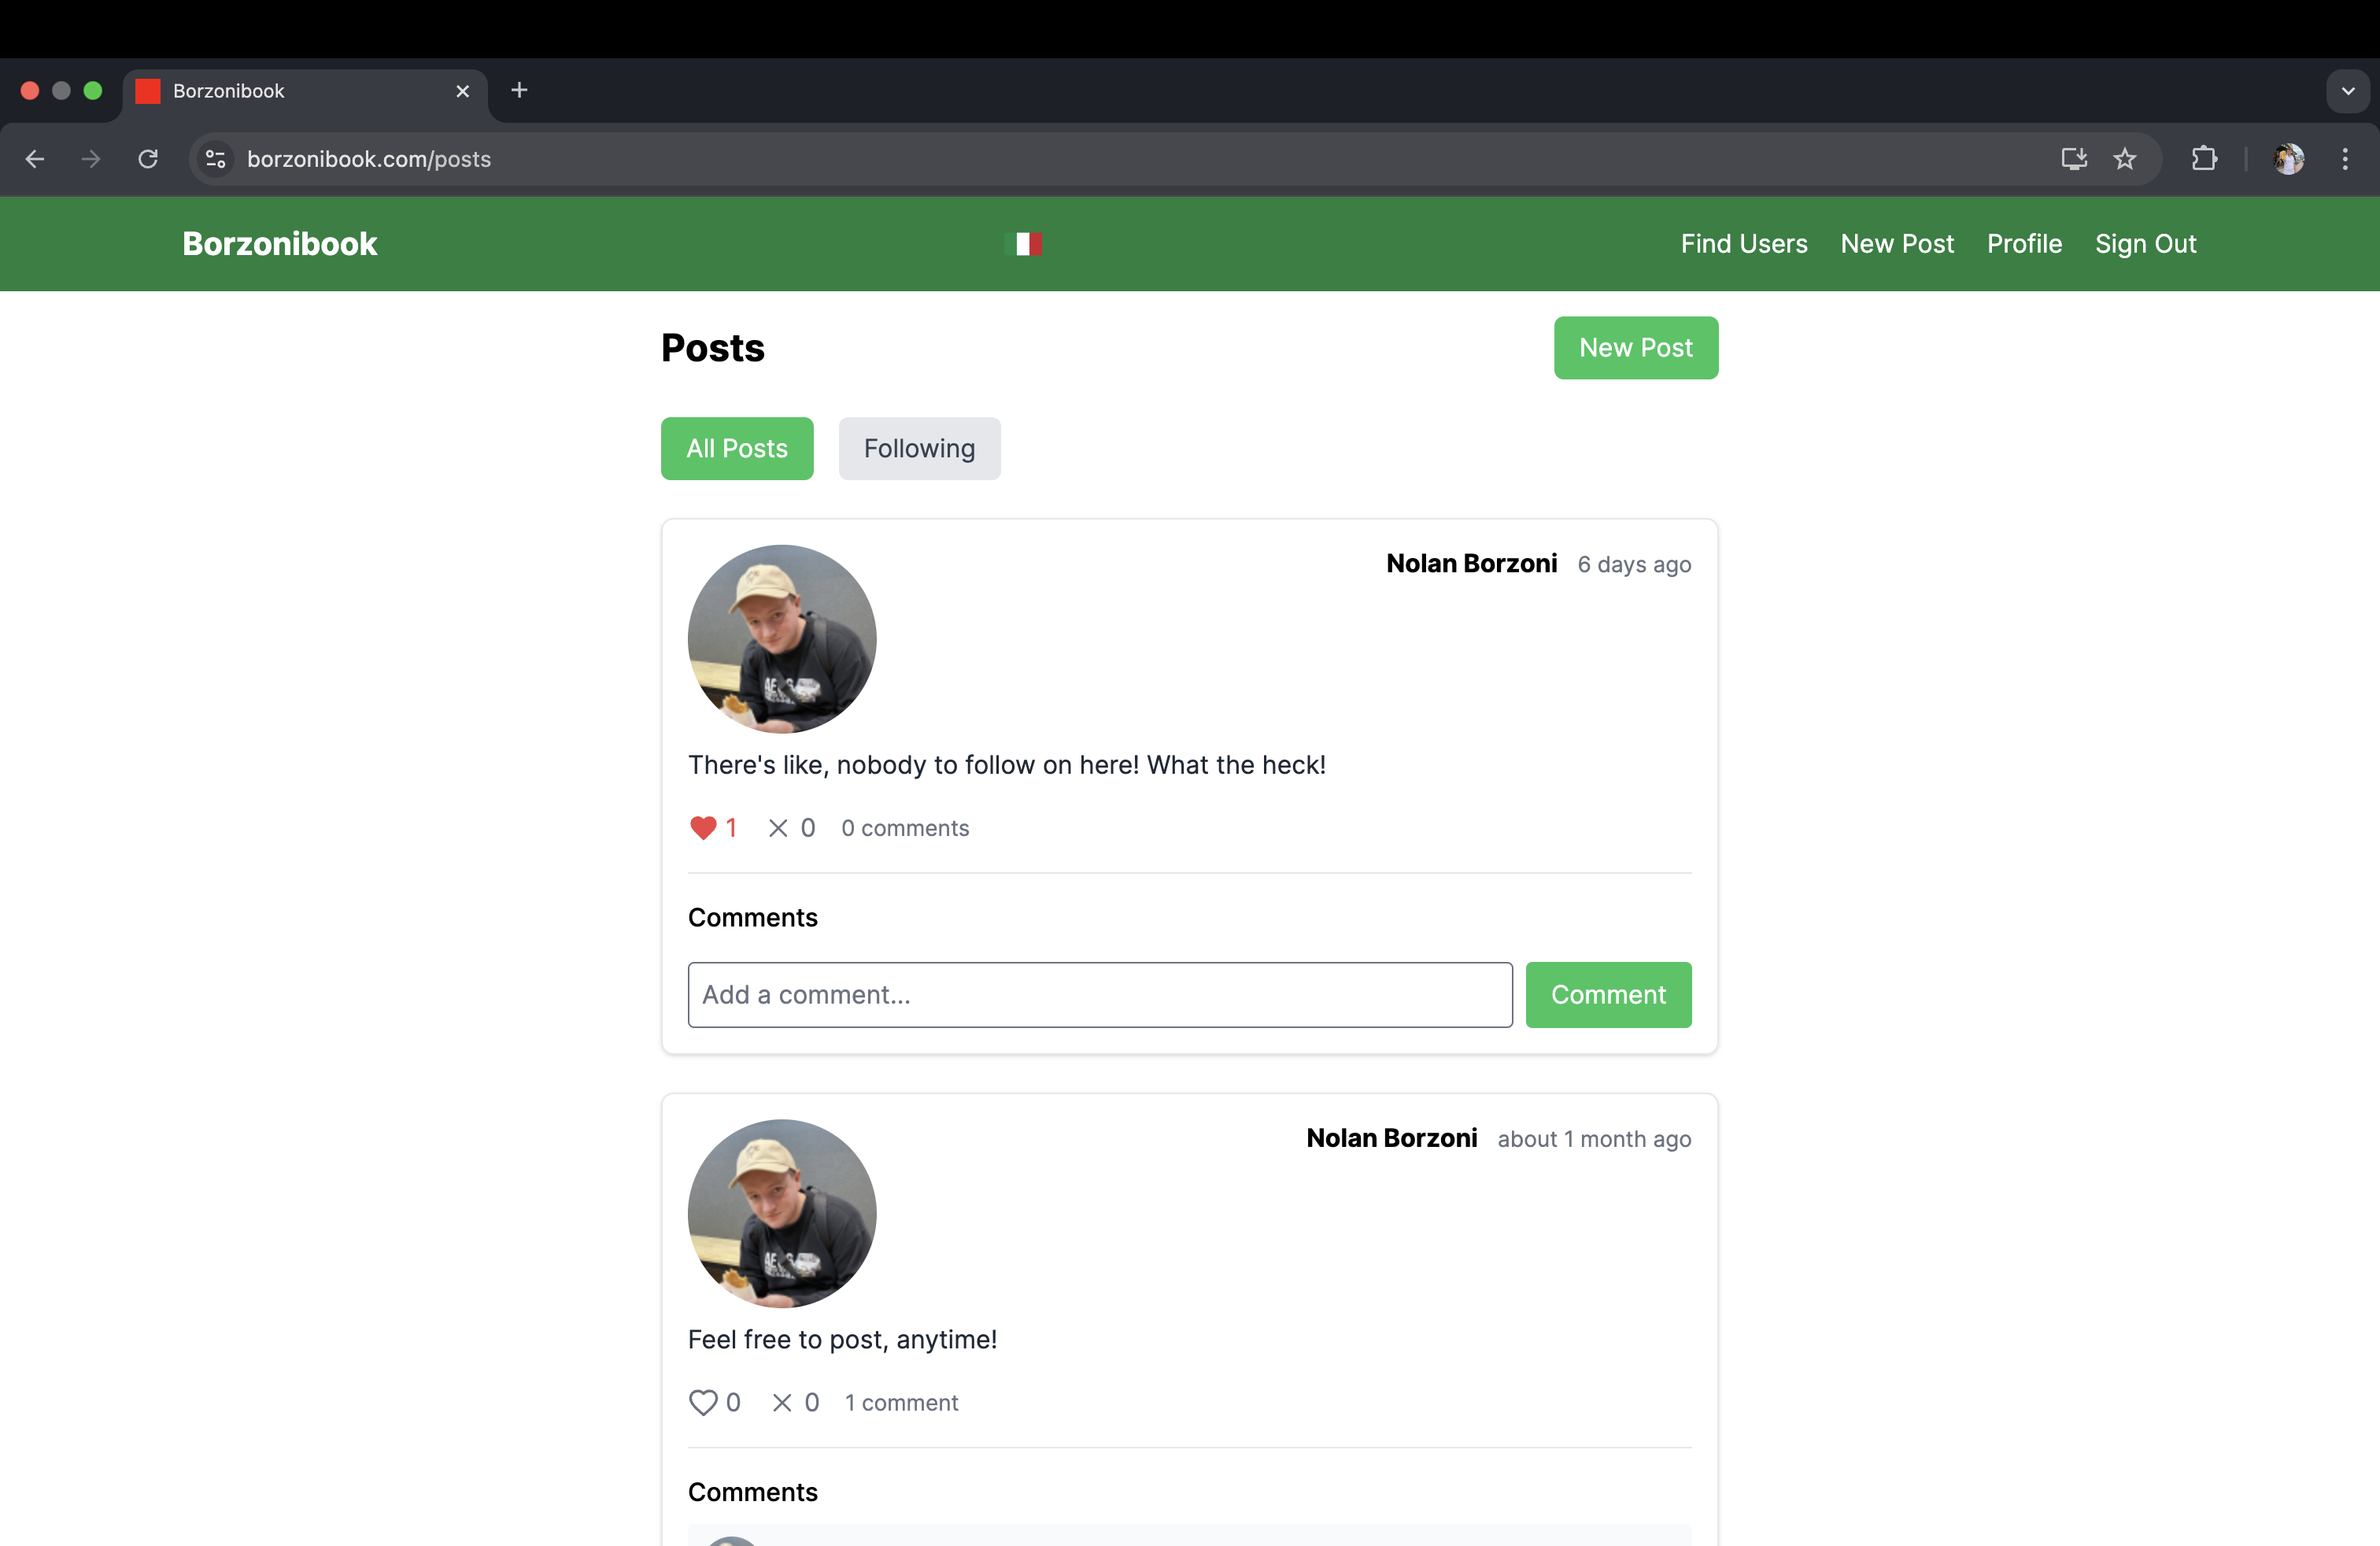 Borzonibook
borzonibook.com/posts
Borzonibook
Find Users New Post Profile Sign Out
Posts
New Post
All Posts Following
Nolan Borzoni 6 days ago
There's like, nobody to follow on here! What the heck!
1 0 0 comments
Comments
Add a comment...
Comment
Nolan Borzoni about 1 month ago
Feel free to post, anytime!
0 0 1 comment
Comments